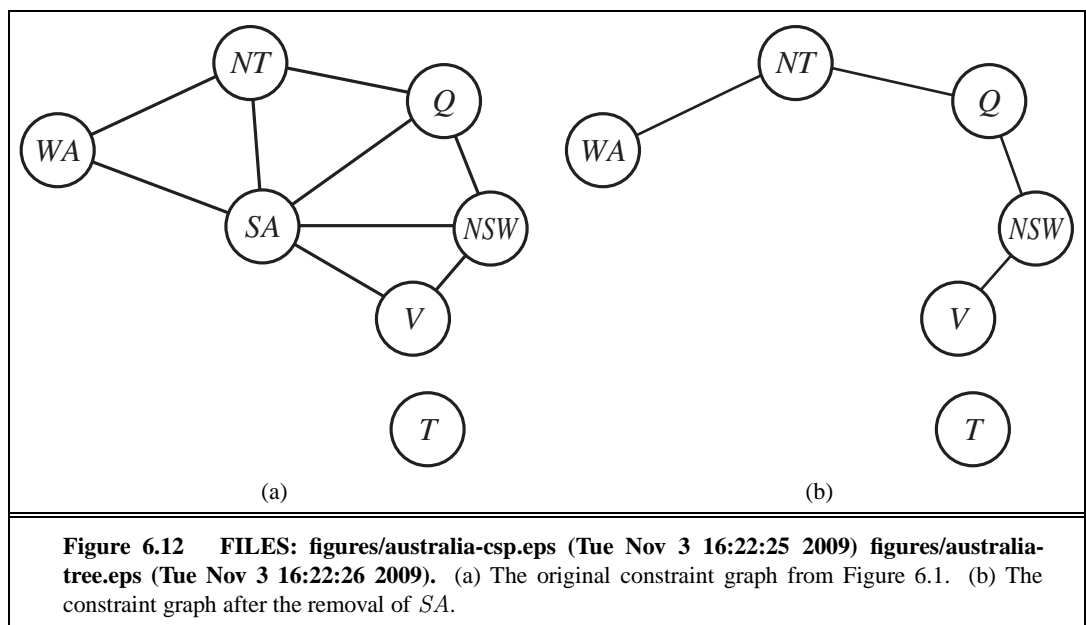 NT
Q
WA
SA
NSW
V
T
(a)
NT
Q
WA
NSW
V
T
(b)
Figure 6.12 FILES: figures/australia-csp.eps (Tue Nov 3 16:22:25 2009) figures/australia-
tree.eps (Tue Nov 3 16:22:26 2009). (a) The original constraint graph from Figure 6.1. (b) The
constraint graph after the removal of SA.